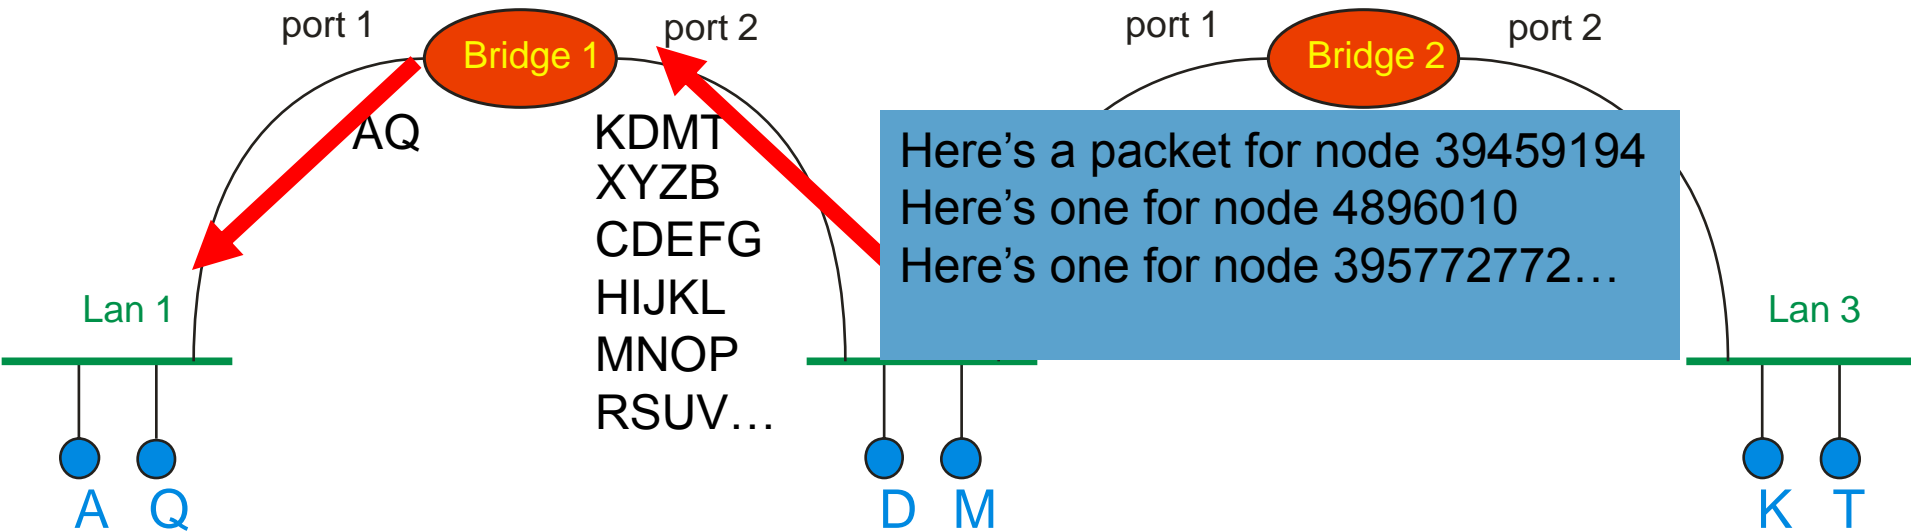 port 1
Bridge 1
port 2
port 1
Bridge 2
port 2
AQ
KDMT
XYZB
CDEFG
HIJKL
MNOP
RSUV…
Here’s a packet for node 39459194
Here’s one for node 4896010
Here’s one for node 395772772…
Lan 1
Lan 3
A
Q
D
M
K
T